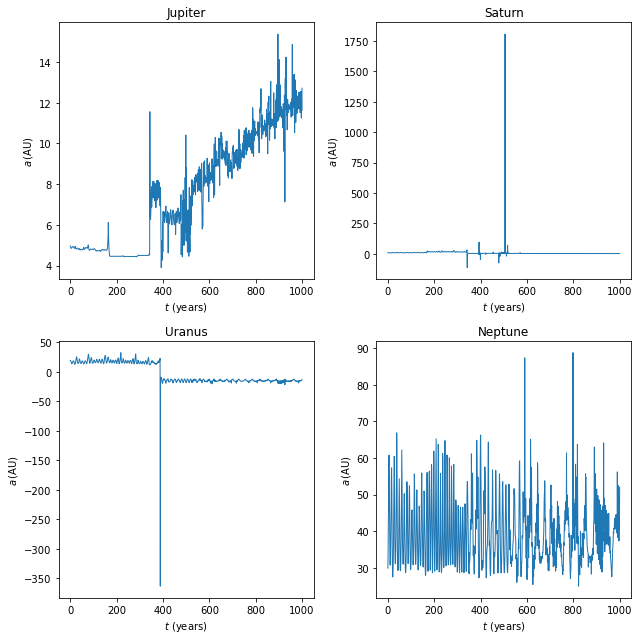 Jupiter
a (AU)
14
12
10
8
6
4
0 200 400 600 800 1000
t (years)
Saturn
a (AU)
1750
1500
1250
1000
750
500
250
0
0 200 400 600 800 1000
t (years)
Uranus
a (AU)
50
0
−50
−100
−150
−200
−250
−300
−350
0 200 400 600 800 1000
t (years)
Neptune
a (AU)
90
80
70
60
50
40
30
0 200 400 600 800 1000
t (years)